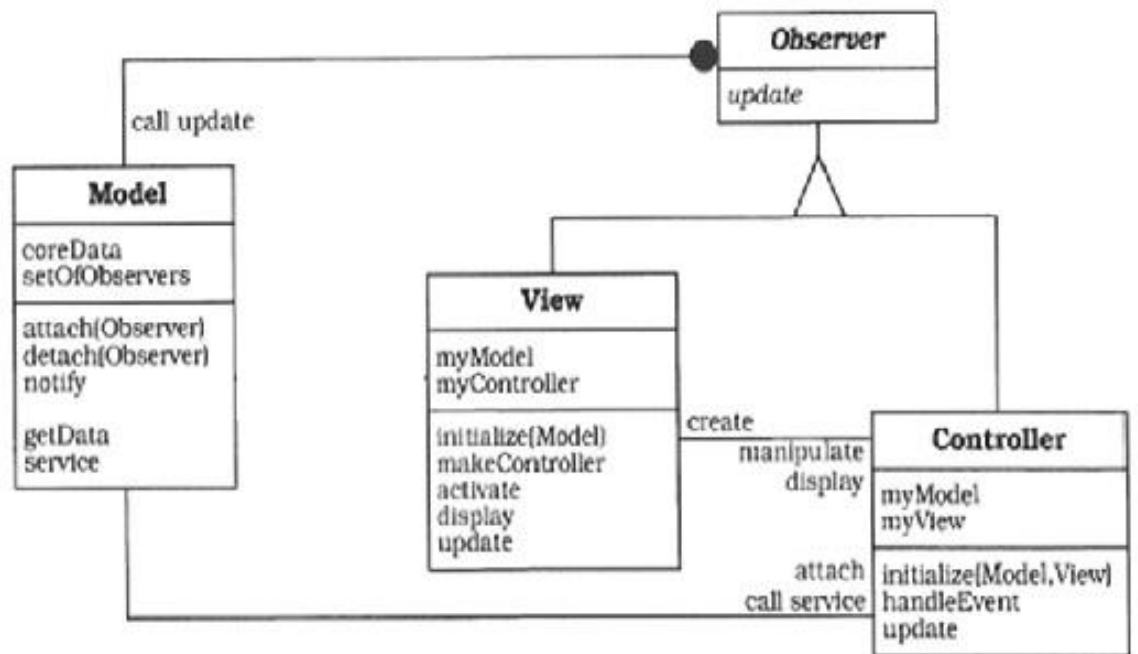 Observer
update
call update
Model
coreData
setOfObservers
attach(Observer)
detach(Observer)
notify
getData
service
View
myModel
myController
initialize(Model)
makeController
activate
display
update
create
manipulate
display
attach
call service
Controller
myModel
myView
initialize(Model,View)
handleEvent
update